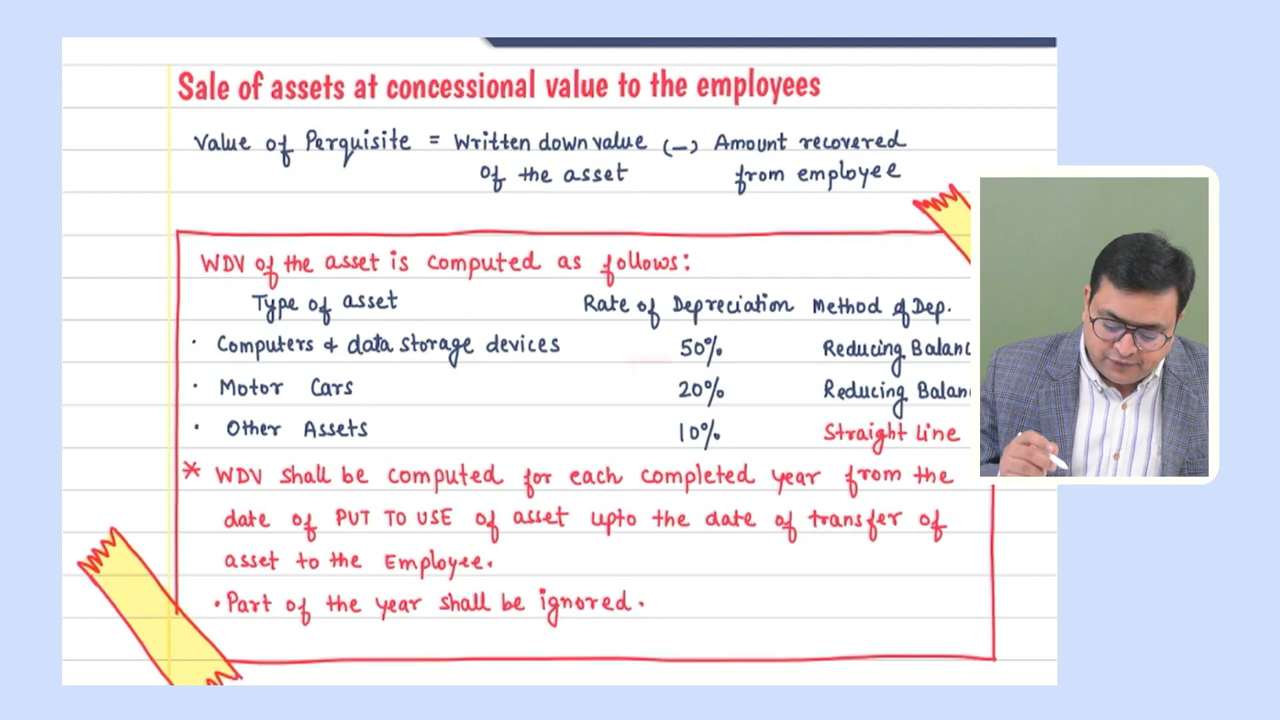 Sale of assets at concessional value to the employees
Value of Perquisite = Written down value (-) Amount recovered
of the asset from employee
WDV of the asset is computed as follows:
Type of asset Rate of Depreciation Method of Dep.
· Computers & data storage devices 50% Reducing Balanc
· Motor Cars 20% Reducing Balan
· Other Assets 10% Straight Line
* WDV shall be computed for each completed year from the
date of PUT TO USE of asset upto the date of transfer of
asset to the Employee.
· Part of the year shall be ignored.